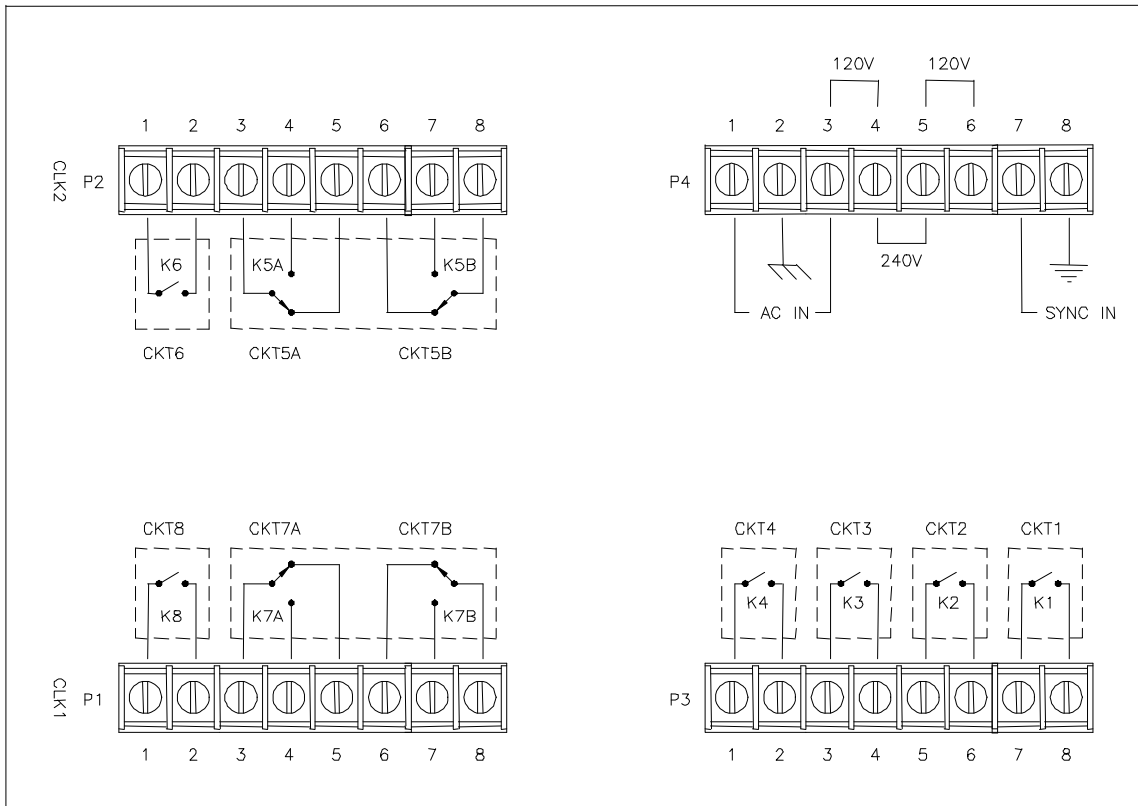 120V 120V
1 2 3 4 5 6 7 8
CLK2 P2
K6 K5A K5B
CKT6 CKT5A CKT5B
1 2 3 4 5 6 7 8
P4
240V
AC IN SYNC IN
CKT8 CKT7A CKT7B
K8 K7A K7B
CLK1 P1
1 2 3 4 5 6 7 8
CKT4 CKT3 CKT2 CKT1
K4 K3 K2 K1
P3
1 2 3 4 5 6 7 8